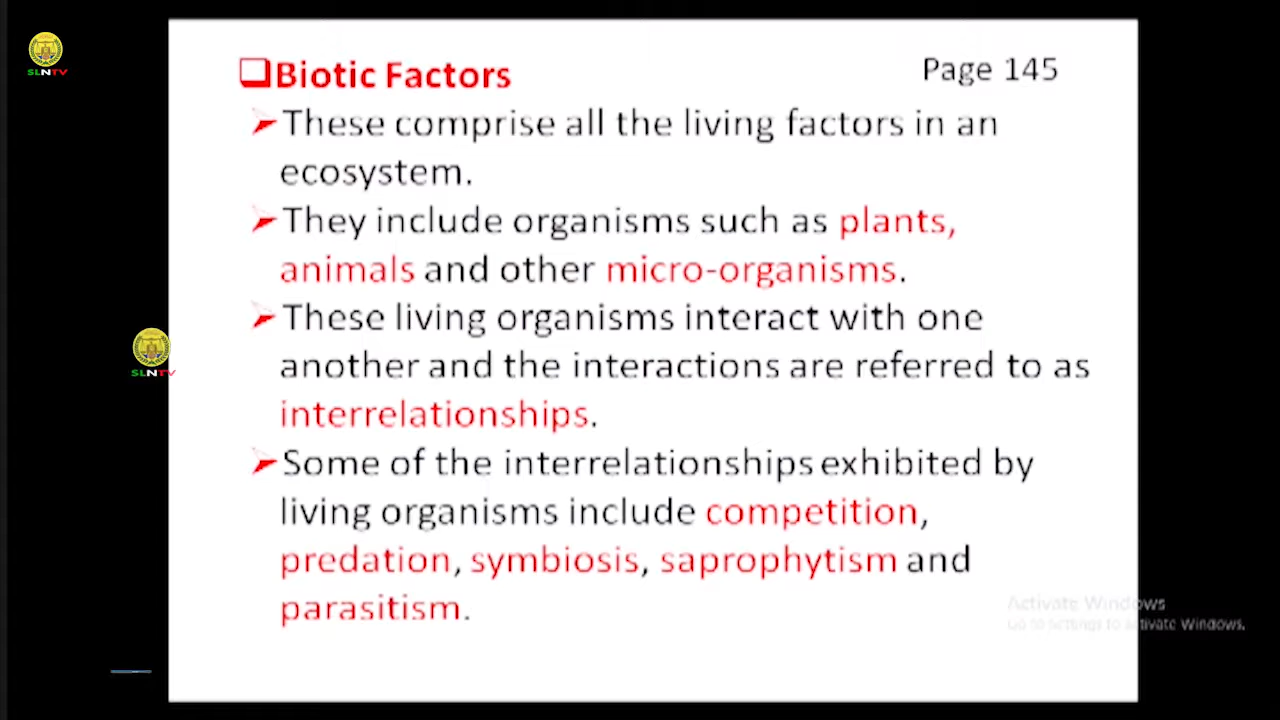 SLNTV
Biotic Factors
Page 145
These comprise all the living factors in an
ecosystem.
They include organisms such as plants,
animals and other micro-organisms.
These living organisms interact with one
another and the interactions are referred to as
interrelationships.
SLNTV
Some of the interrelationships exhibited by
living organisms include competition,
predation, symbiosis, saprophytism and
parasitism.
Activate Windows
Go to Settings to activate Windows.